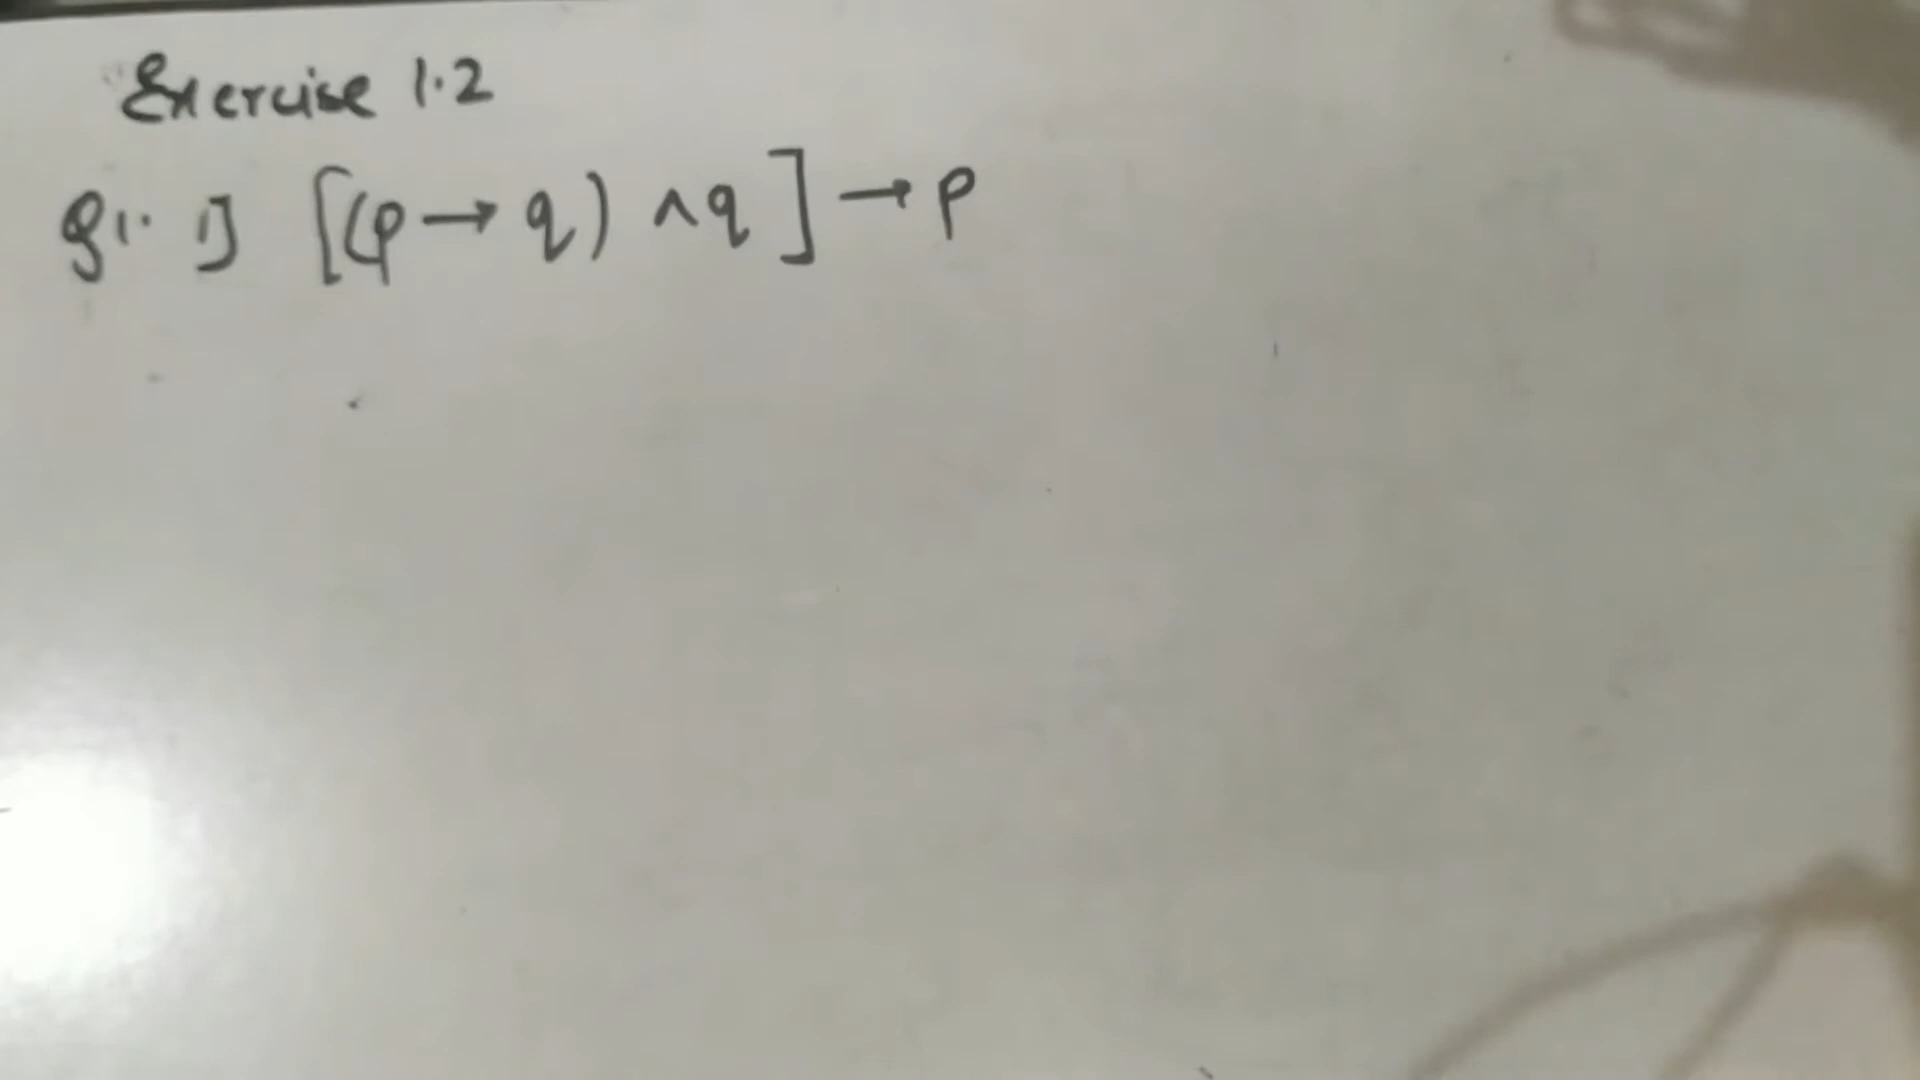 Exercise 1.2
Q1. 1] [(p → q) ∧ q] → p